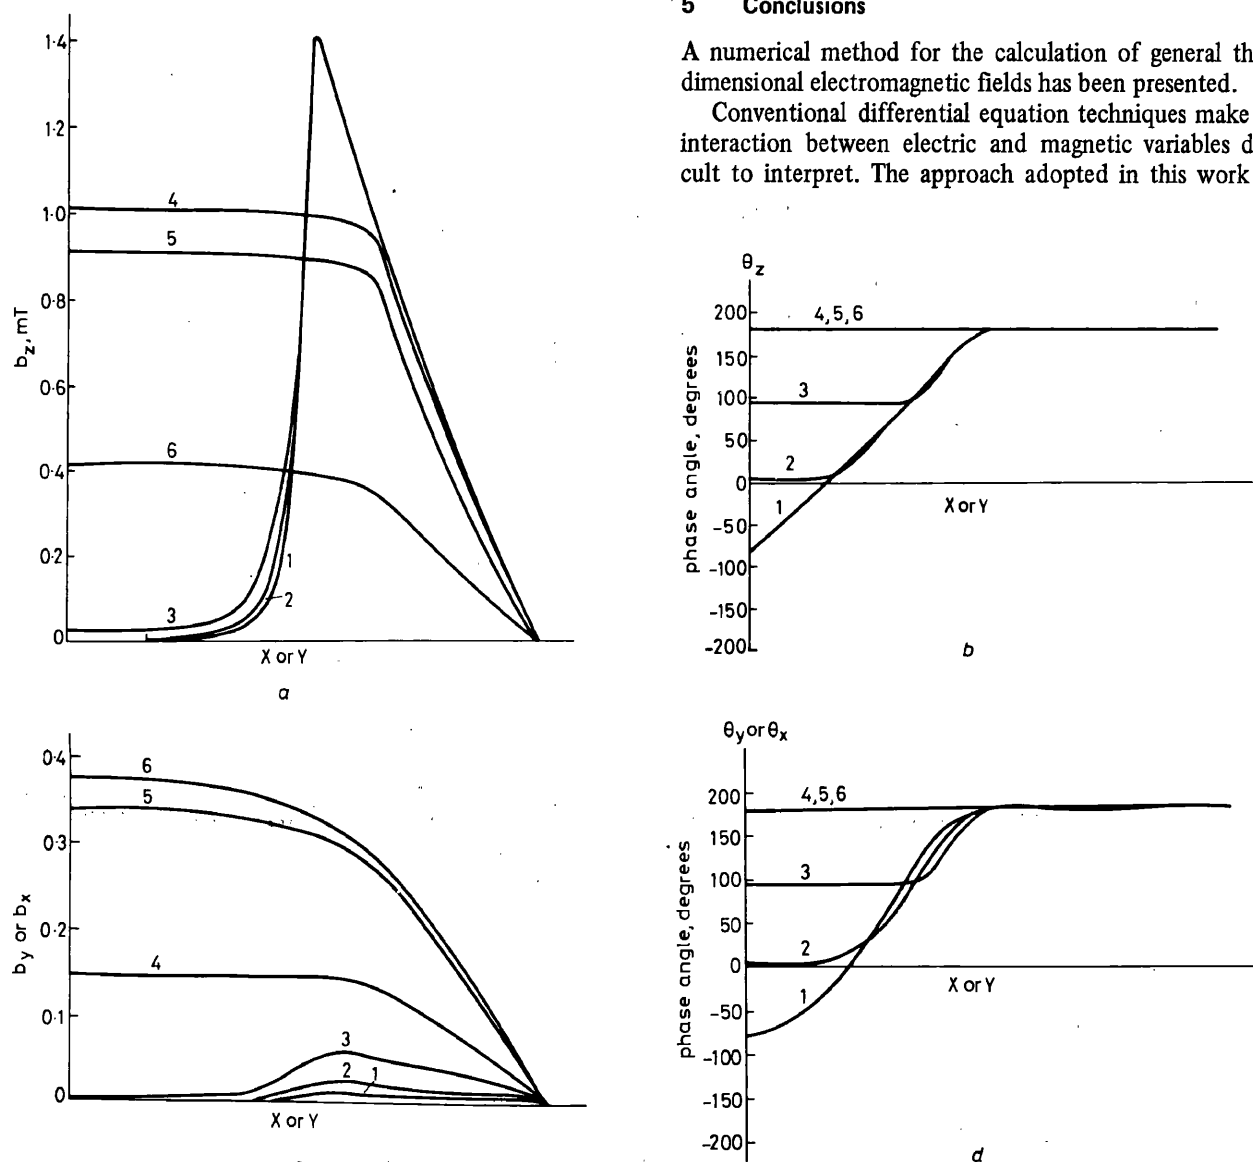 5 Conclusions
A numerical method for the calculation of general th
dimensional electromagnetic fields has been presented.
Conventional differential equation techniques make
interaction between electric and magnetic variables d
cult to interpret. The approach adopted in this work
1·4
1·2
1·0
0·8
0·6
0·4
0·2
0
b_z, mT
4
5
6
3
1
2
X or Y
a
θ_z
200
150
100
50
0
-50
-100
-150
-200
phase angle, degrees
4,5,6
3
2
1
X or Y
b
0·4
0·3
0·2
0·1
0
b_y or b_x
6
5
4
3
2
1
X or Y
θ_y or θ_x
200
150
100
50
0
-50
-100
-150
-200
phase angle, degrees
4,5,6
3
2
1
X or Y
d